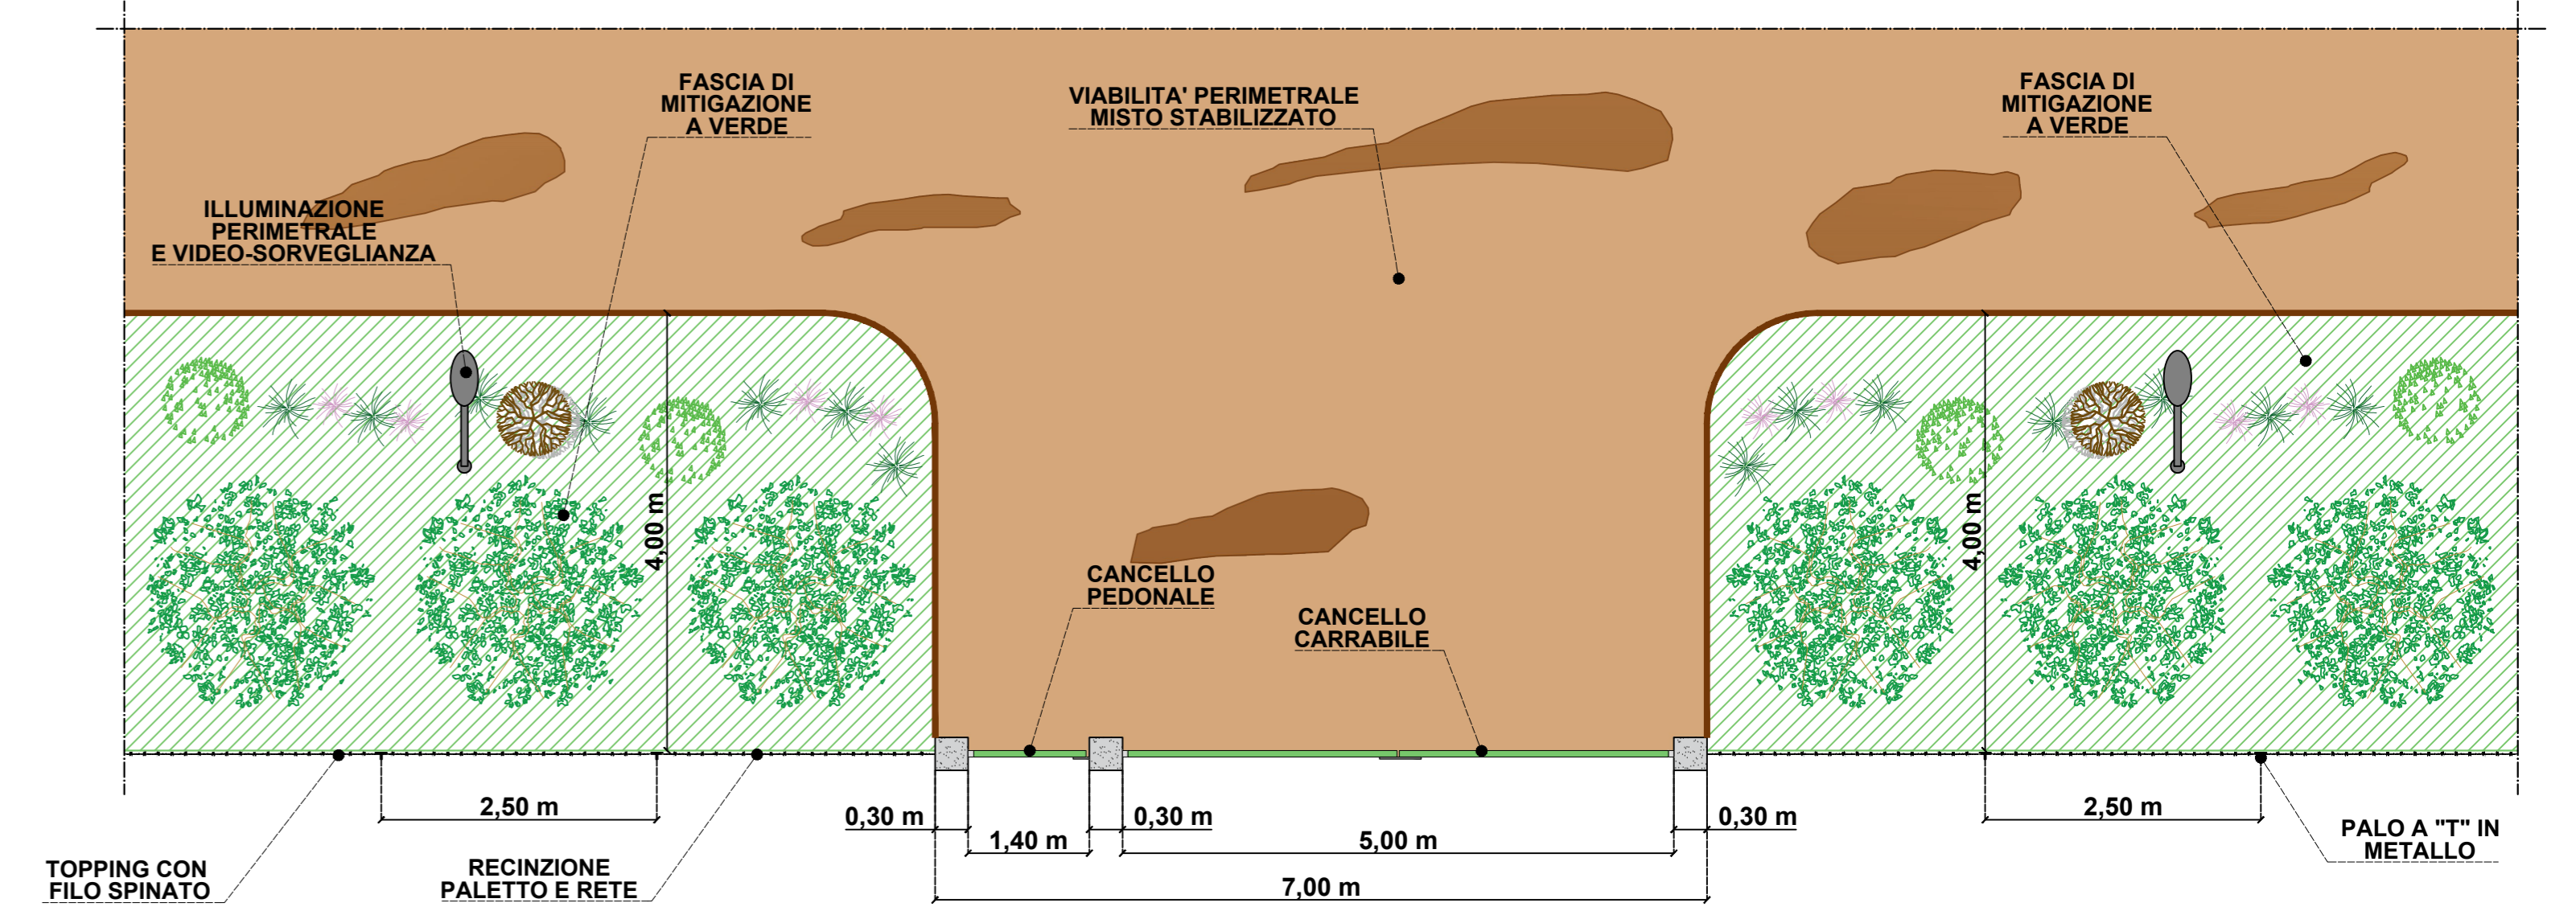 FASCIA DI
MITIGAZIONE
A VERDE
VIABILITA' PERIMETRALE
MISTO STABILIZZATO
FASCIA DI
MITIGAZIONE
A VERDE
ILLUMINAZIONE
PERIMETRALE
E VIDEO-SORVEGLIANZA
4,00 m
4,00 m
CANCELLO
PEDONALE
CANCELLO
CARRABILE
2,50 m
0,30 m
1,40 m
0,30 m
5,00 m
0,30 m
2,50 m
7,00 m
TOPPING CON
FILO SPINATO
RECINZIONE
PALETTO E RETE
PALO A "T" IN
METALLO